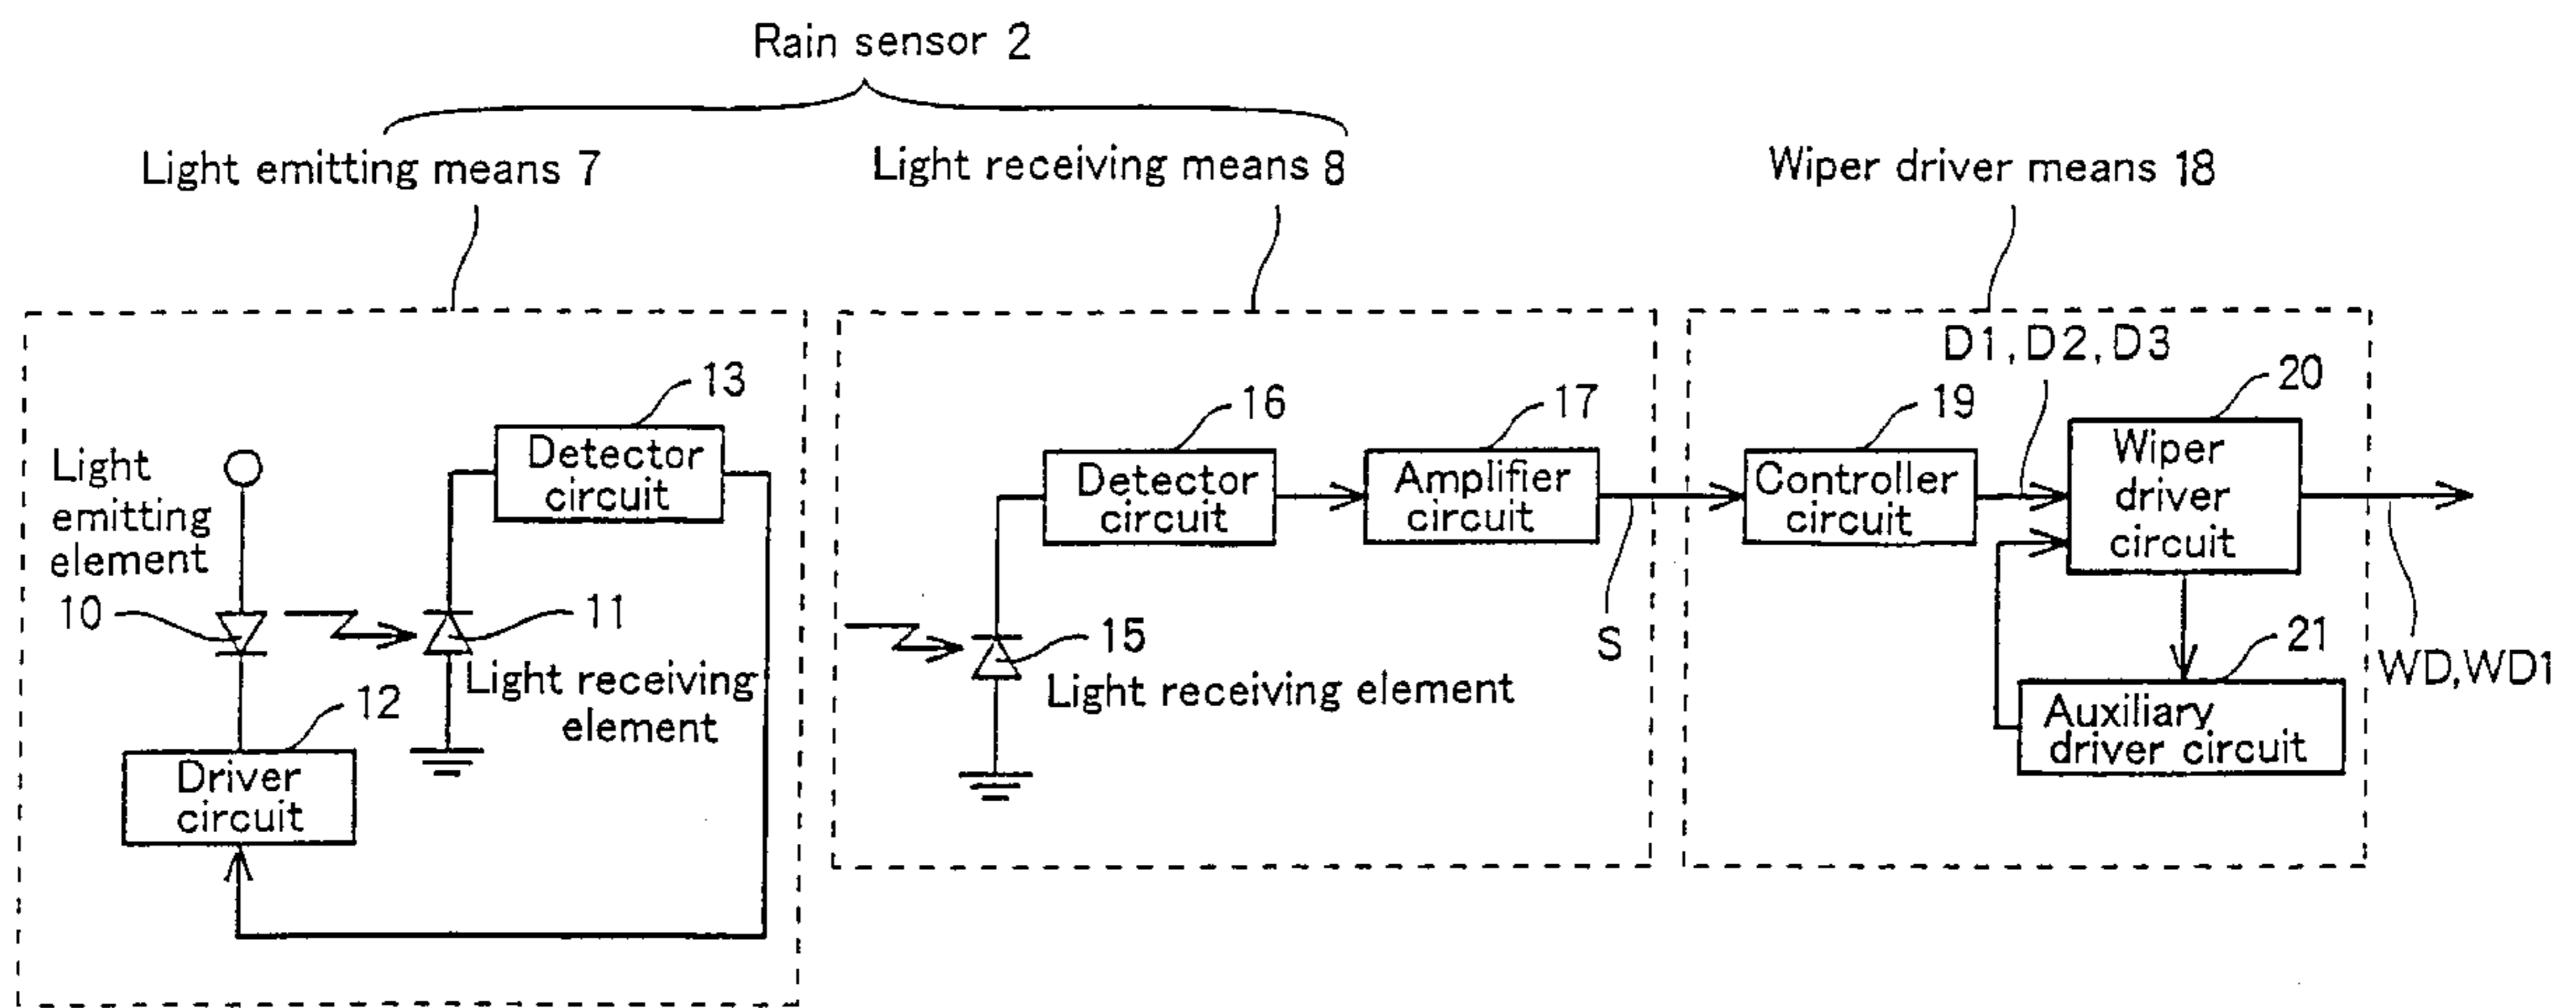 Rain sensor 2
Light emitting means 7
Light receiving means 8
Wiper driver means 18
Light
emitting
element
10
13
Detector
circuit
11
Light receiving
element
12
Driver
circuit
16
Detector
circuit
17
Amplifier
circuit
15
Light receiving element
S
D1, D2, D3
19
Controller
circuit
20
Wiper
driver
circuit
21
Auxiliary
driver circuit
WD,WD1